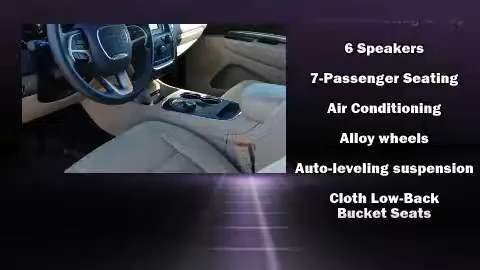 6 Speakers
7-Passenger Seating
Air Conditioning
Alloy wheels
Auto-leveling suspension
Cloth Low-Back
Bucket Seats